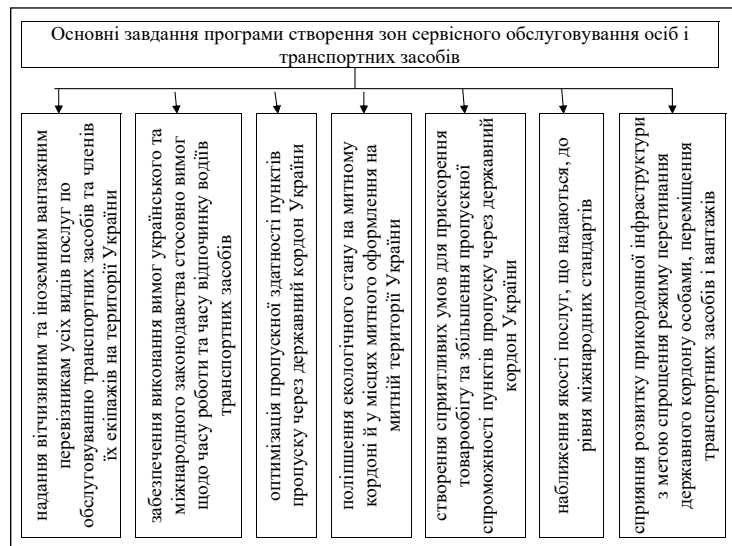 Основні завдання програми створення зон сервісного обслуговування осіб і
транспортних засобів
надання вітчизняним та іноземним вантажним
перевізникам усіх видів послуг по
обслуговуванню транспортних засобів та членів
їх екіпажів на території України
забезпечення виконання вимог українського та
міжнародного законодавства стосовно вимог
щодо часу роботи та часу відпочинку водіїв
транспортних засобів
оптимізація пропускної здатності пунктів
пропуску через державний кордон України
поліпшення екологічного стану на митному
кордоні й у місцях митного оформлення на
митній території України
створення сприятливих умов для прискорення
товарообігу та збільшення пропускної
спроможності пунктів пропуску через державний
кордон України
наближення якості послуг, що надаються, до
рівня міжнародних стандартів
сприяння розвитку прикордонної інфраструктури
з метою спрощення режиму перетинання
державного кордону особами, переміщення
транспортних засобів і вантажів